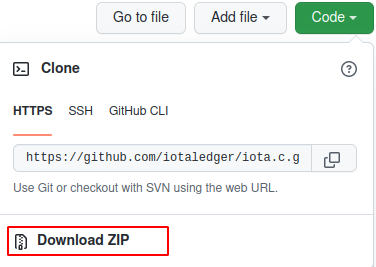 Go to file Add file Code
Clone
HTTPS SSH GitHub CLI
https://github.com/iotaledger/iota.c.g
Use Git or checkout with SVN using the web URL.
Download ZIP